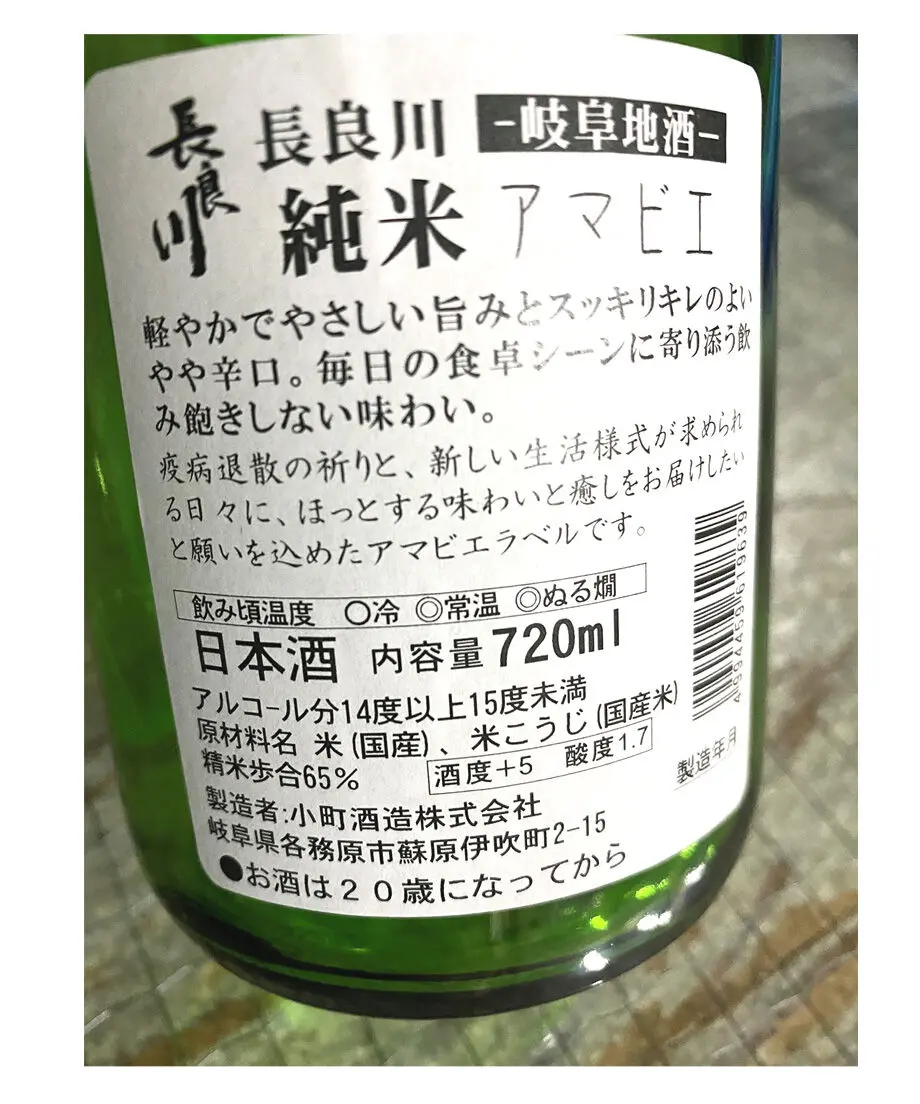 長良川
長良川 -岐阜地酒-
純米 アマビエ
軽やかでやさしい旨みとスッキリキレのよい
やや辛口。毎日の食卓シーンに寄り添う飲
み飽きしない味わい。
疫病退散の祈りと、新しい生活様式が求められ
る日々に、ほっとする味わいと癒しをお届けしたい
と願いを込めたアマビエラベルです。
飲み頃温度 ○冷 ◎常温 ◎ぬる燗
日本酒 内容量720ml
アルコール分14度以上15度未満
原材料名 米(国産)、米こうじ(国産米)
精米歩合65% 酒度+5 酸度1.7
製造者:小町酒造株式会社
岐阜県各務原市蘇原伊吹町2-15
●お酒は20歳になってから
4994459619639
製造年月